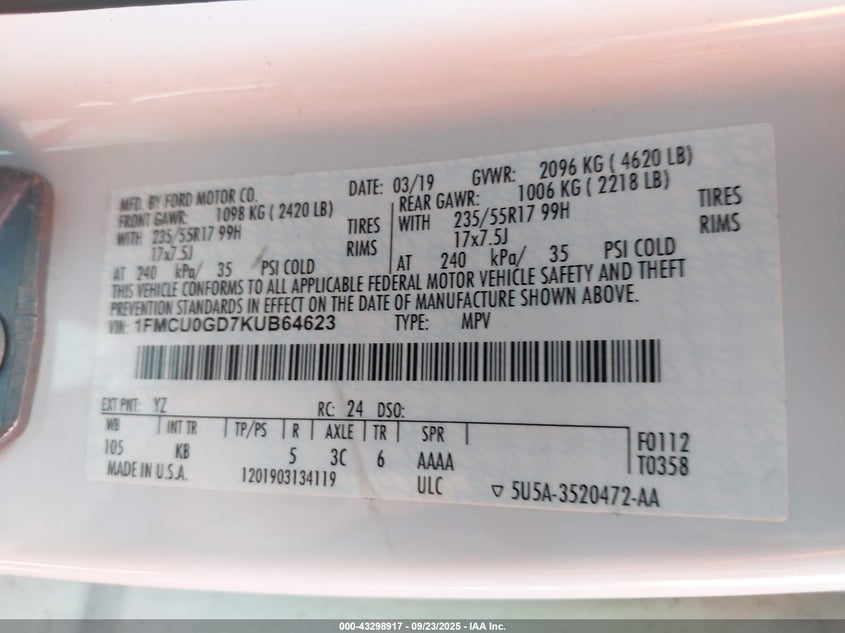 MFD. BY FORD MOTOR CO.
DATE: 03/19 GVWR: 2096 KG ( 4620 LB)
FRONT GAWR: 1098 KG ( 2420 LB)
WITH 235/55R17 99H TIRES
17x7.5J RIMS
AT 240 kPa/ 35 PSI COLD
REAR GAWR: 1006 KG ( 2218 LB)
WITH 235/55R17 99H TIRES
17x7.5J RIMS
AT 240 kPa/ 35 PSI COLD
THIS VEHICLE CONFORMS TO ALL APPLICABLE FEDERAL MOTOR VEHICLE SAFETY AND THEFT
PREVENTION STANDARDS IN EFFECT ON THE DATE OF MANUFACTURE SHOWN ABOVE.
VIN: 1FMCU0GD7KUB64623 TYPE: MPV
EXT PNT: YZ RC: 24 DSO:
WB INT TR TP/PS R AXLE TR SPR
105 KB 5 3C 6 AAAA
F0112
T0358
MADE IN U.S.A. 1201903134119 ULC ▽ 5U5A-3520472-AA
000-43298917 - 09/23/2025 - IAA Inc.